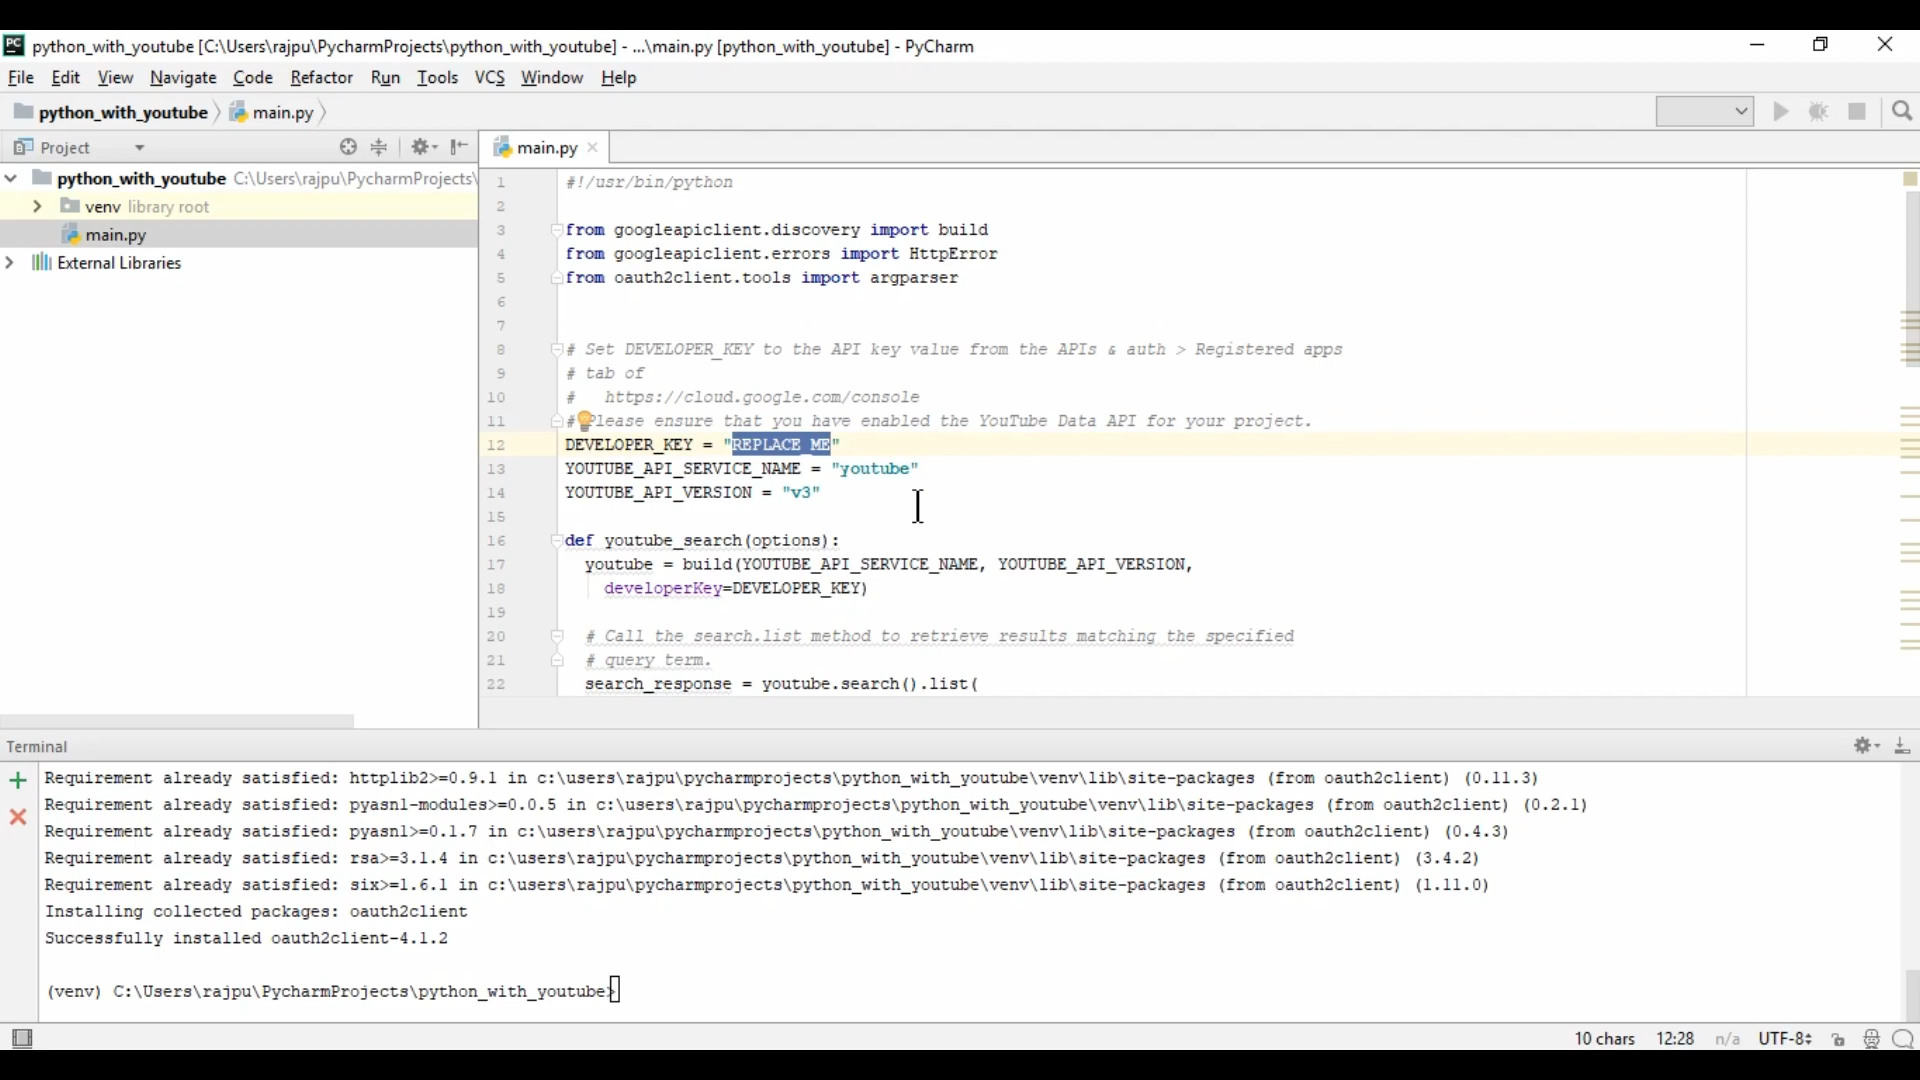 PC python_with_youtube [C:\Users\rajpu\PycharmProjects\python_with_youtube] - ...\main.py [python_with_youtube] - PyCharm
File Edit View Navigate Code Refactor Run Tools VCS Window Help
python_with_youtube main.py
Project
main.py
python_with_youtube C:\Users\rajpu\PycharmProjects\
venv library root
main.py
External Libraries
1 #!/usr/bin/python
2
3 from googleapiclient.discovery import build
4 from googleapiclient.errors import HttpError
5 from oauth2client.tools import argparser
6
7
8 # Set DEVELOPER_KEY to the API key value from the APIs & auth > Registered apps
9 # tab of
10 #   https://cloud.google.com/console
11 # Please ensure that you have enabled the YouTube Data API for your project.
12 DEVELOPER_KEY = "REPLACE_ME"
13 YOUTUBE_API_SERVICE_NAME = "youtube"
14 YOUTUBE_API_VERSION = "v3"
15
16 def youtube_search(options):
17   youtube = build(YOUTUBE_API_SERVICE_NAME, YOUTUBE_API_VERSION,
18     developerKey=DEVELOPER_KEY)
19
20   # Call the search.list method to retrieve results matching the specified
21   # query term.
22   search_response = youtube.search().list(
Terminal
Requirement already satisfied: httplib2>=0.9.1 in c:\users\rajpu\pycharmprojects\python_with_youtube\venv\lib\site-packages (from oauth2client) (0.11.3)
Requirement already satisfied: pyasn1-modules>=0.0.5 in c:\users\rajpu\pycharmprojects\python_with_youtube\venv\lib\site-packages (from oauth2client) (0.2.1)
Requirement already satisfied: pyasn1>=0.1.7 in c:\users\rajpu\pycharmprojects\python_with_youtube\venv\lib\site-packages (from oauth2client) (0.4.3)
Requirement already satisfied: rsa>=3.1.4 in c:\users\rajpu\pycharmprojects\python_with_youtube\venv\lib\site-packages (from oauth2client) (3.4.2)
Requirement already satisfied: six>=1.6.1 in c:\users\rajpu\pycharmprojects\python_with_youtube\venv\lib\site-packages (from oauth2client) (1.11.0)
Installing collected packages: oauth2client
Successfully installed oauth2client-4.1.2
(venv) C:\Users\rajpu\PycharmProjects\python_with_youtube>
10 chars 12:28 n/a UTF-8